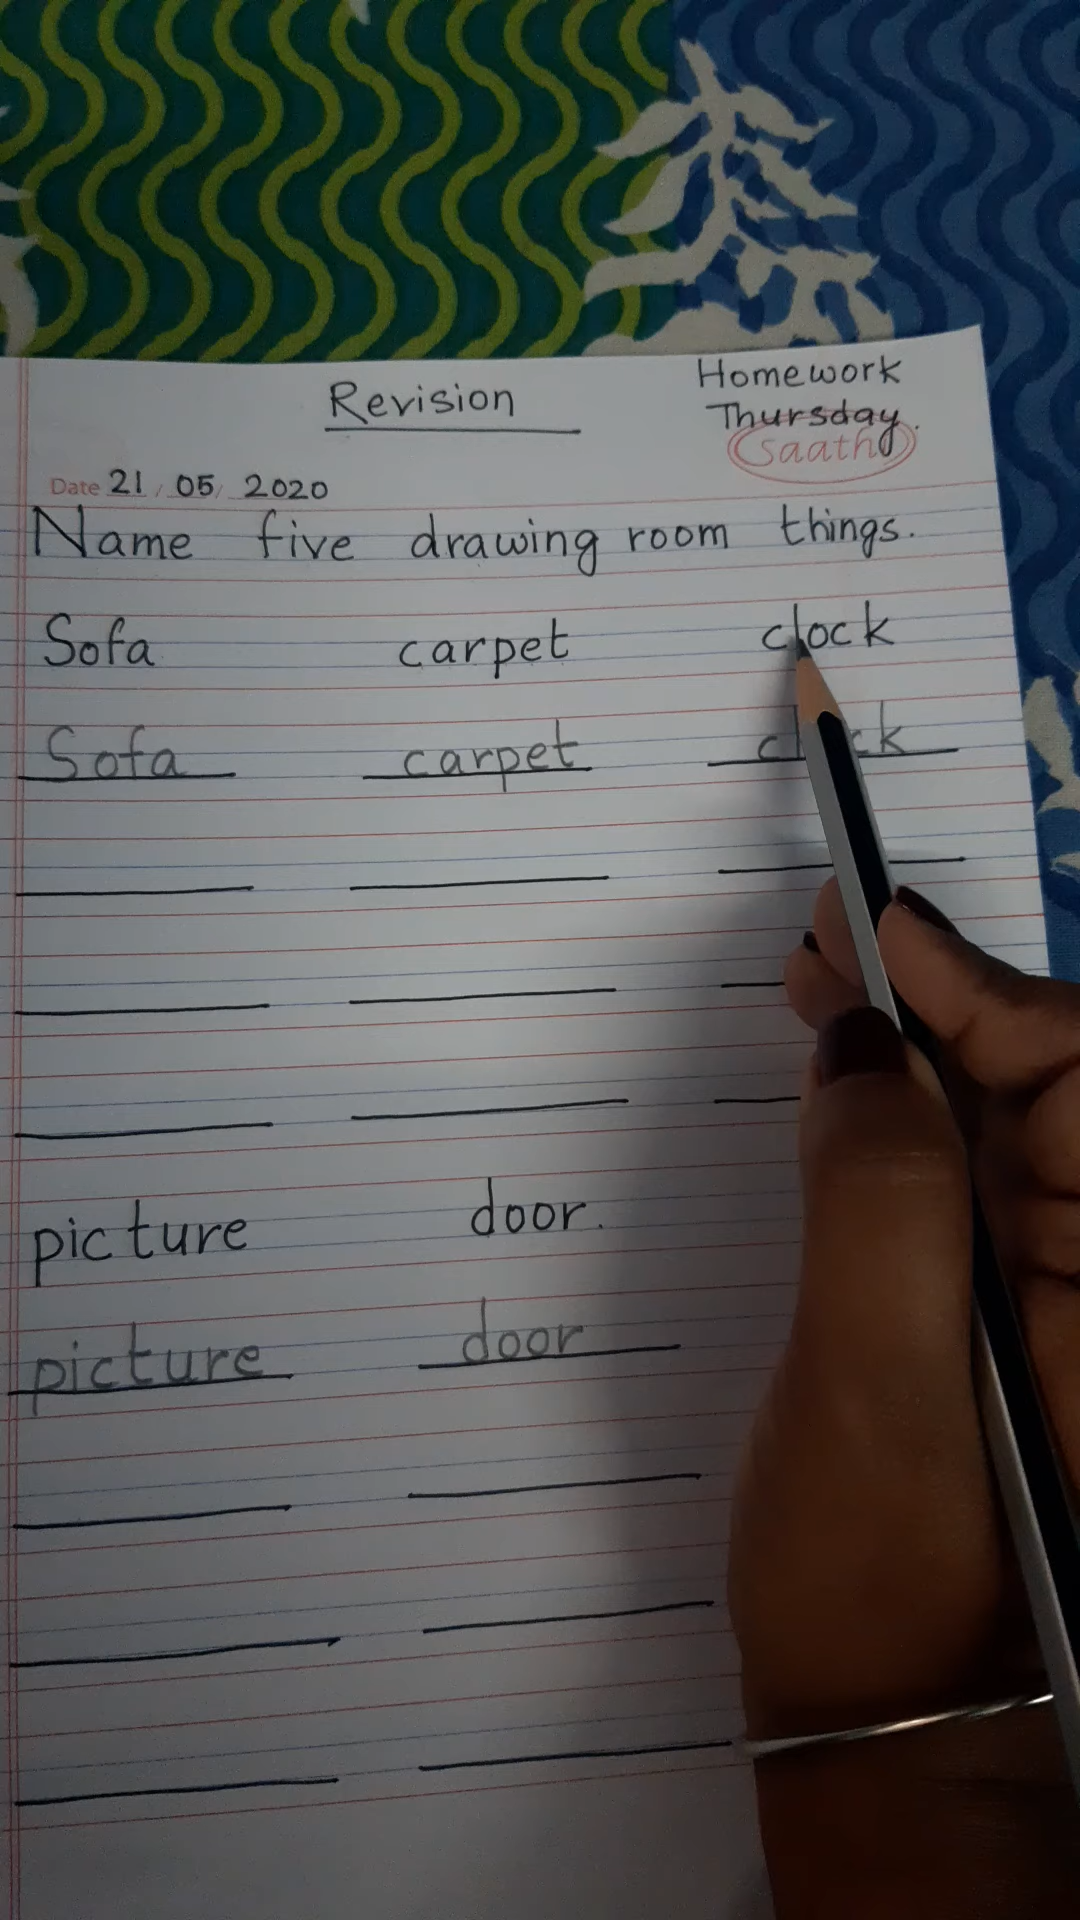 Homework
Revision
Thursday.
saathi
Date 21/05/2020
Name five drawing room things.
Sofa carpet clock
Sofa carpet clock
picture door.
picture door